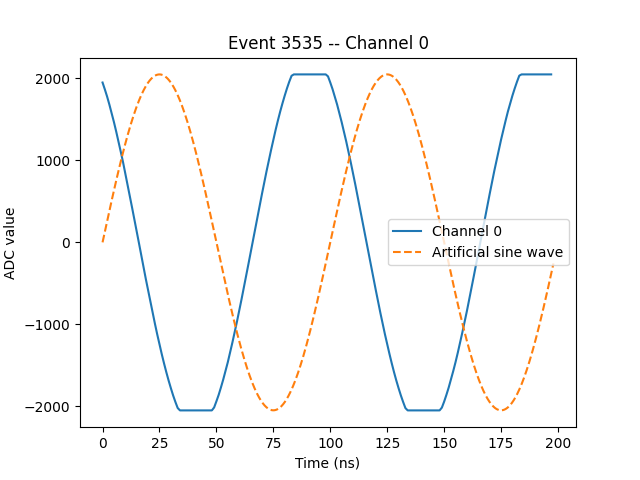 Event 3535 -- Channel 0
ADC value
2000
1000
0
−1000
−2000
Channel 0
Artificial sine wave
0 25 50 75 100 125 150 175 200
Time (ns)